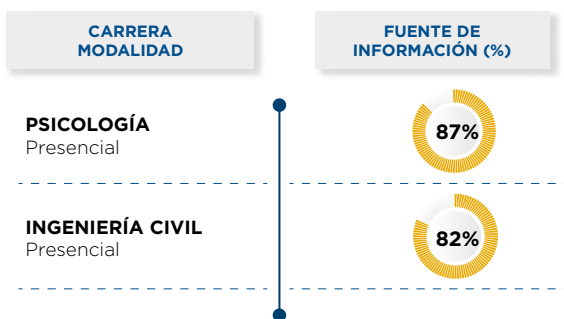 CARRERA
MODALIDAD
FUENTE DE
INFORMACIÓN (%)
PSICOLOGÍA
Presencial
87%
INGENIERÍA CIVIL
Presencial
82%